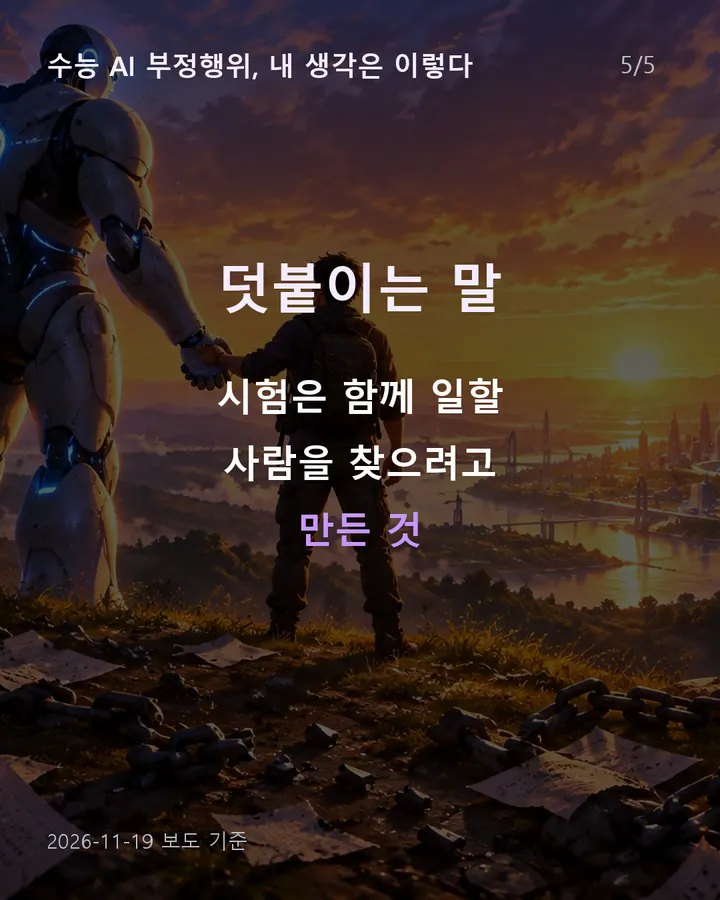 수능 AI 부정행위, 내 생각은 이렇다
5/5
덧붙이는 말
시험은 함께 일할
사람을 찾으려고
만든 것
2026-11-19 보도 기준